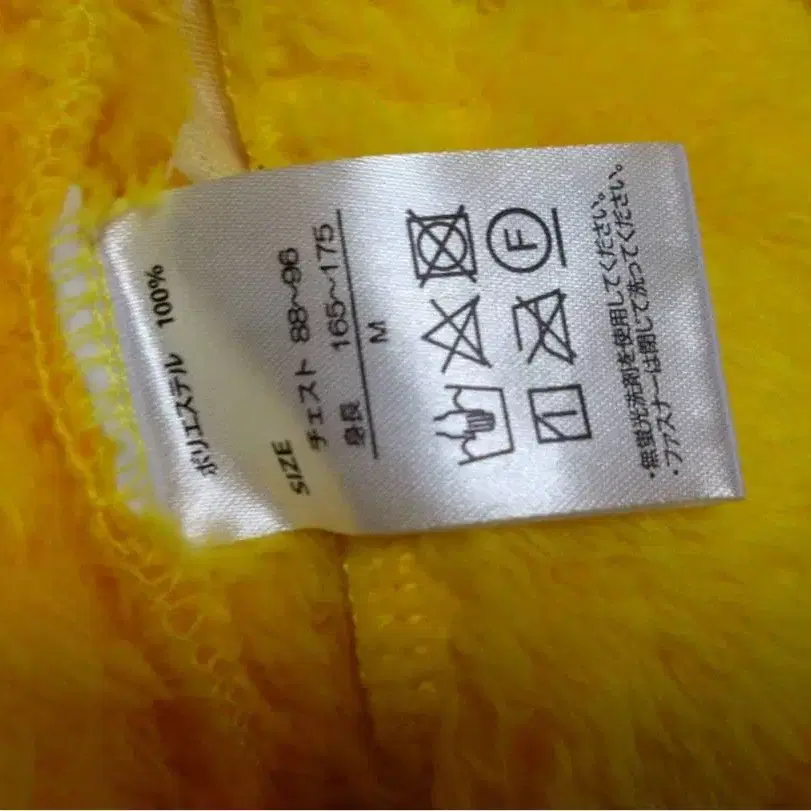 ポリエステル 100%
SIZE
チェスト 88~96
身長 165~175
M
F
・無蛍光洗剤を使用してください。
・ファスナーは閉じて洗ってください。